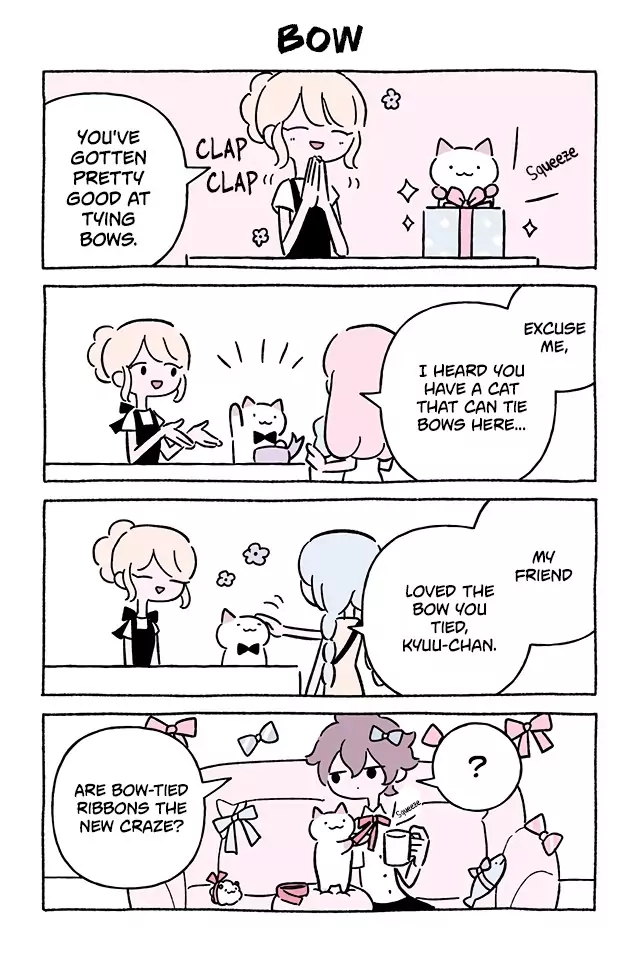 BOW
YOU'VE
GOTTEN
PRETTY
GOOD AT
TYING
BOWS.
CLAP
CLAP
Squeeze
EXCUSE
ME,
I HEARD YOU
HAVE A CAT
THAT CAN TIE
BOWS HERE...
MY
FRIEND
LOVED THE
BOW YOU
TIED,
KYUU-CHAN.
ARE BOW-TIED
RIBBONS THE
NEW CRAZE?
Squeeze
?